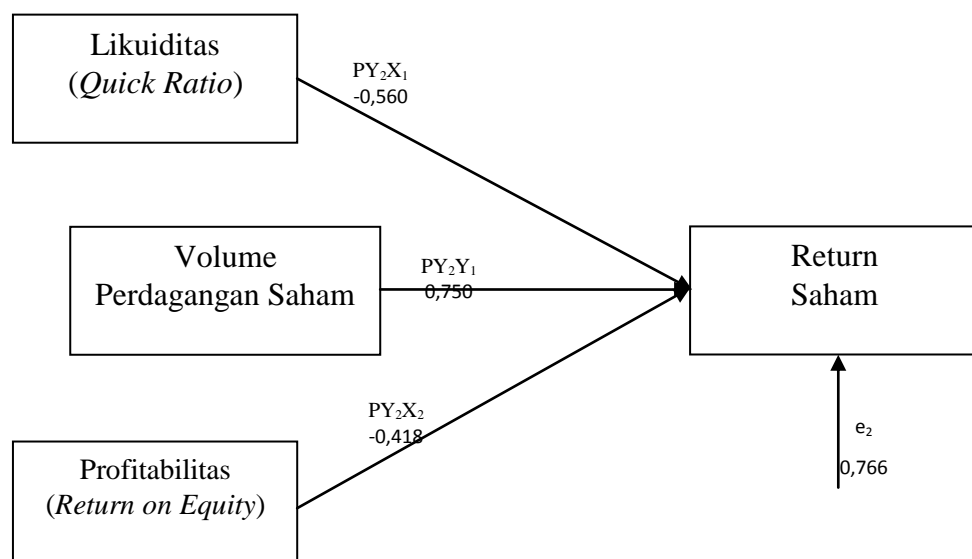 Likuiditas
(Quick Ratio)
PY₂X₁
-0,560
Volume
Perdagangan Saham
PY₂Y₁
0,750
Return
Saham
PY₂X₂
-0,418
Profitabilitas
(Return on Equity)
e₂
0,766